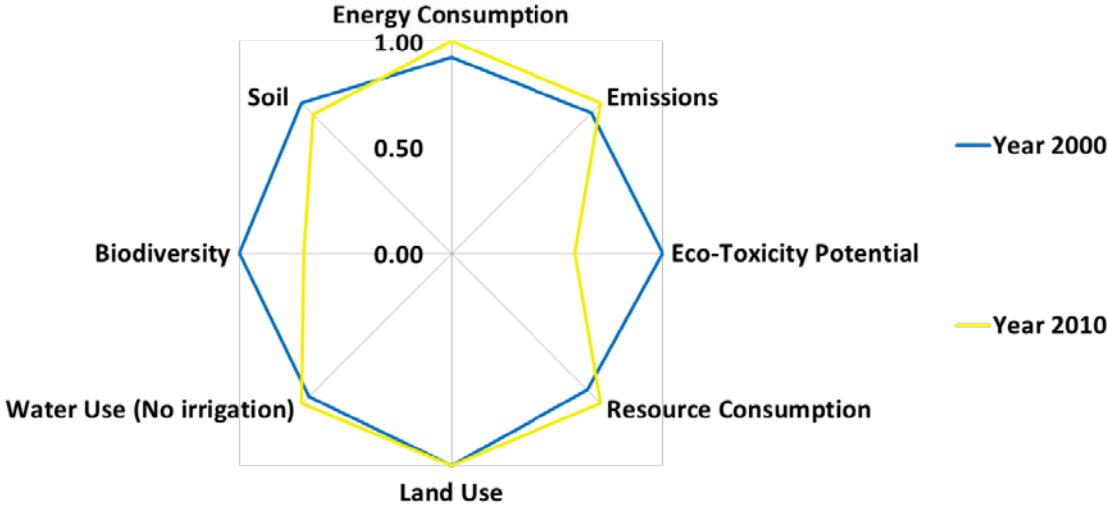 Energy Consumption
1.00
Soil
Emissions
0.50
Year 2000
Biodiversity
0.00
Eco-Toxicity Potential
Year 2010
Water Use (No irrigation)
Resource Consumption
Land Use